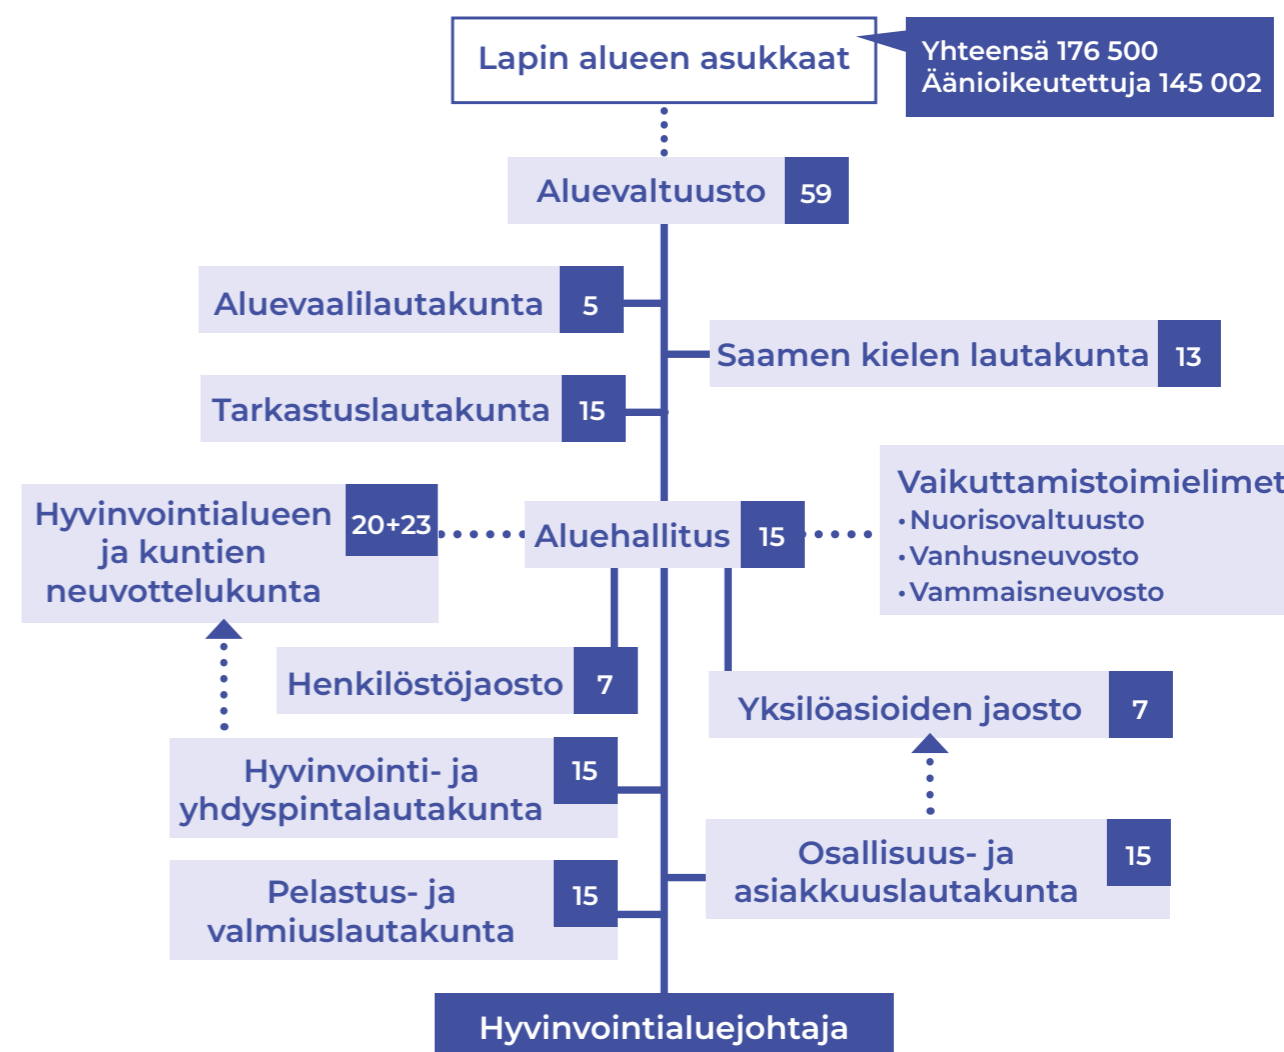 Lapin alueen asukkaat
Yhteensä 176 500
Äänioikeutettuja 145 002
Aluevaltuusto 59
Aluevaalilautakunta 5
Saamen kielen lautakunta 13
Tarkastuslautakunta 15
Hyvinvointialueen
ja kuntien
neuvottelukunta
20+23
Aluehallitus 15
Vaikuttamistoimielimet
• Nuorisovaltuusto
• Vanhusneuvosto
• Vammaisneuvosto
Henkilöstöjaosto 7
Yksilöasioiden jaosto 7
Hyvinvointi- ja
yhdyspintalautakunta
15
Osallisuus- ja
asiakkuuslautakunta
15
Pelastus- ja
valmiuslautakunta
15
Hyvinvointialuejohtaja